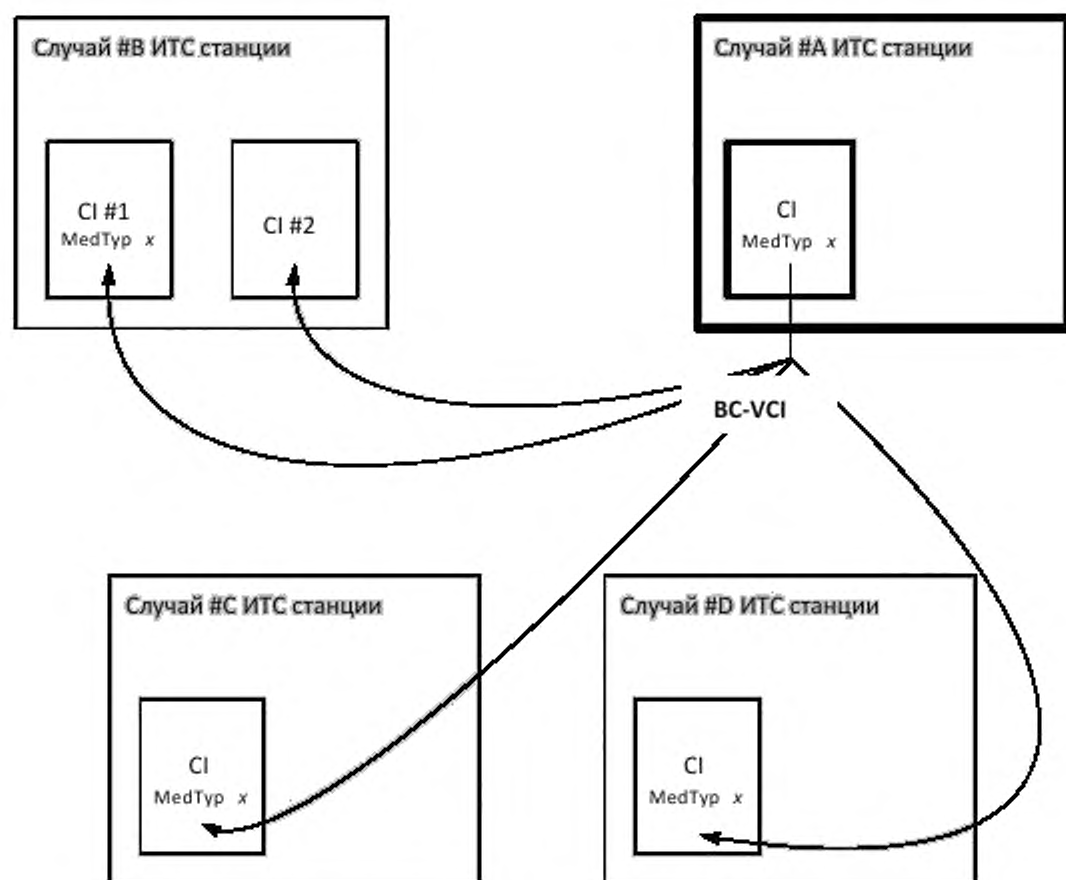 Случай #B ИТС станции
CI #1
MedTyp x
CI #2
Случай #A ИТС станции
CI
MedTyp x
BC-VCI
Случай #C ИТС станции
CI
MedTyp x
Случай #D ИТС станции
CI
MedTyp x